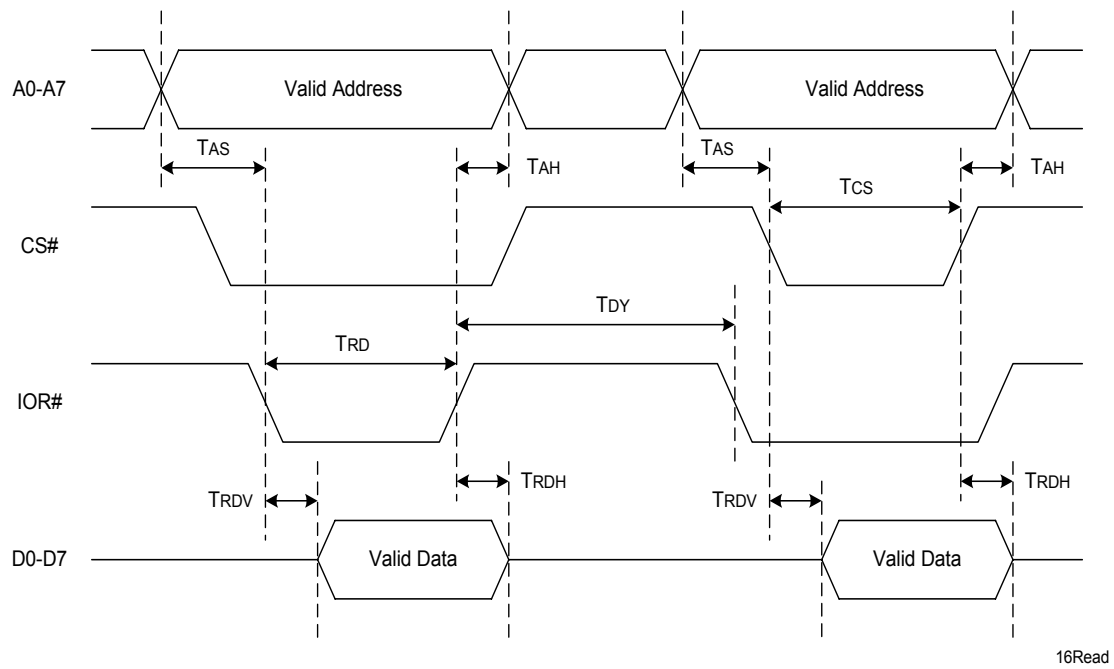 A0-A7
Valid Address
Valid Address
TAS
TAH
TAS
TAH
TCS
CS#
TDY
TRD
IOR#
TRDV
TRDH
TRDV
TRDH
D0-D7
Valid Data
Valid Data
16Read